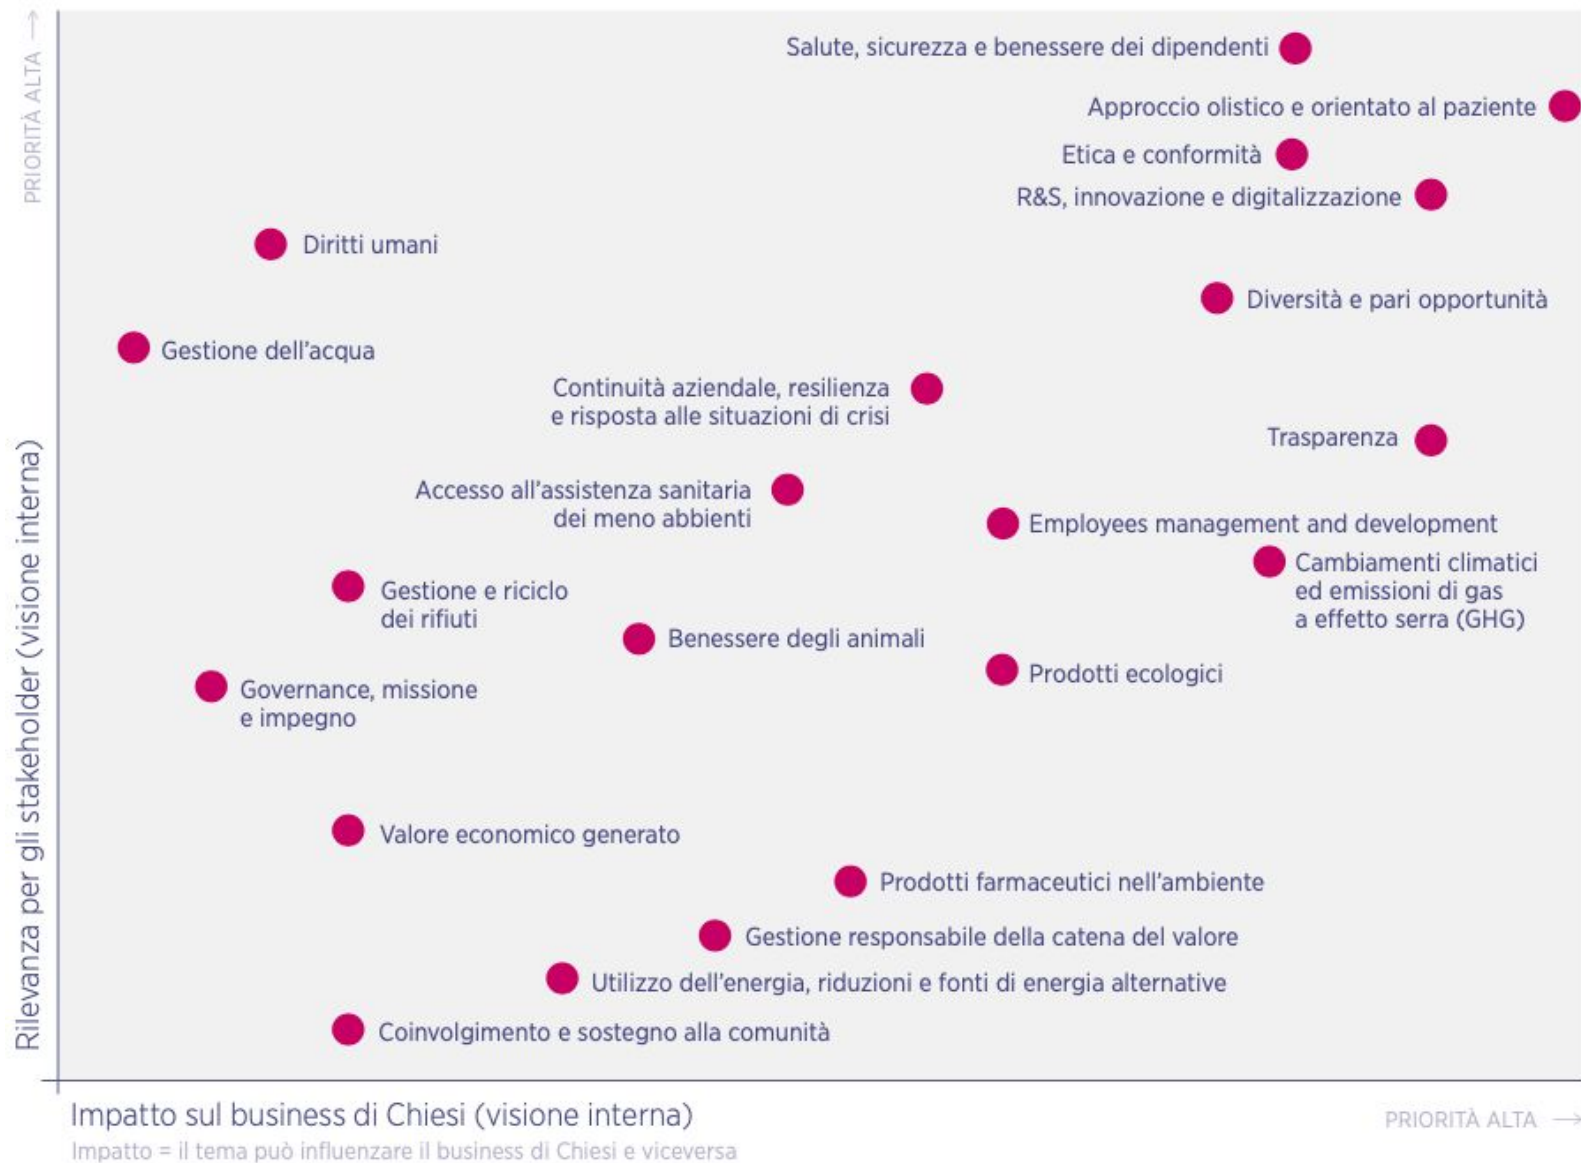 PRIORITÀ ALTA →
Rilevanza per gli stakeholder (visione interna)
Salute, sicurezza e benessere dei dipendenti
Approccio olistico e orientato al paziente
Etica e conformità
R&S, innovazione e digitalizzazione
Diritti umani
Diversità e pari opportunità
Gestione dell’acqua
Continuità aziendale, resilienza
e risposta alle situazioni di crisi
Trasparenza
Accesso all’assistenza sanitaria
dei meno abbienti
Employees management and development
Cambiamenti climatici
ed emissioni di gas
a effetto serra (GHG)
Gestione e riciclo
dei rifiuti
Benessere degli animali
Prodotti ecologici
Governance, missione
e impegno
Valore economico generato
Prodotti farmaceutici nell’ambiente
Gestione responsabile della catena del valore
Utilizzo dell’energia, riduzioni e fonti di energia alternative
Coinvolgimento e sostegno alla comunità
Impatto sul business di Chiesi (visione interna)
PRIORITÀ ALTA →
Impatto = il tema può influenzare il business di Chiesi e viceversa